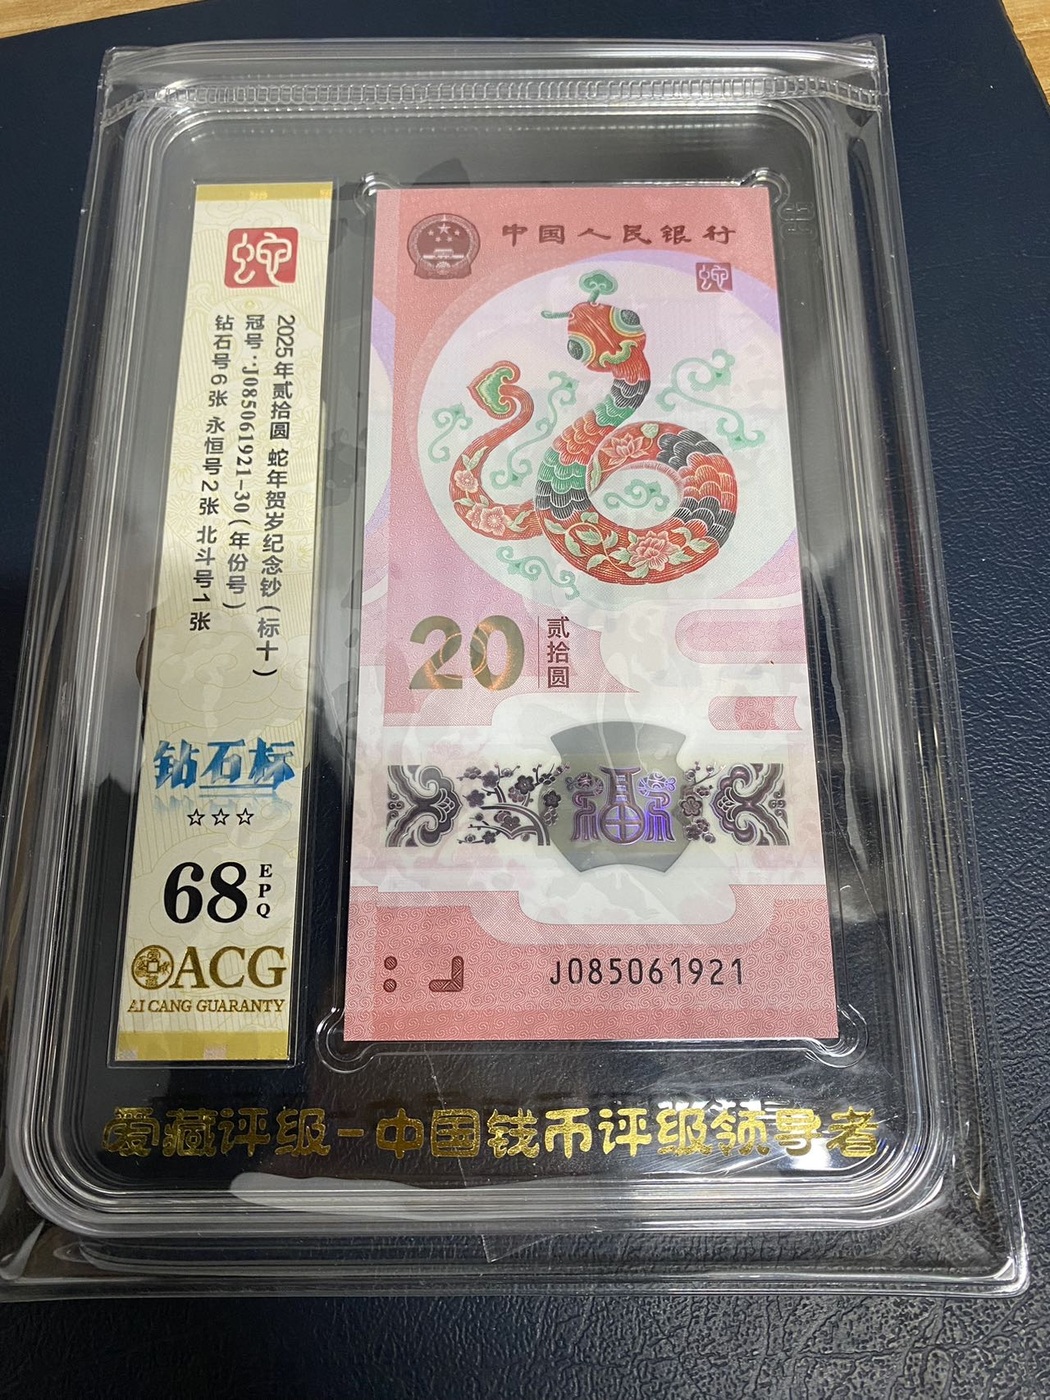 蛇
2025年贰拾圆 蛇年贺岁纪念钞(标十)
冠号:J085061921-30(年份号)
钻石号6张 永恒号2张 北斗号1张
钻石标
☆☆☆
68 EPQ
ACG
AI CANG GUARANTY
中国人民银行
蛇
20 贰拾圆
福
J085061921
爱藏评级-中国钱币评级领导者